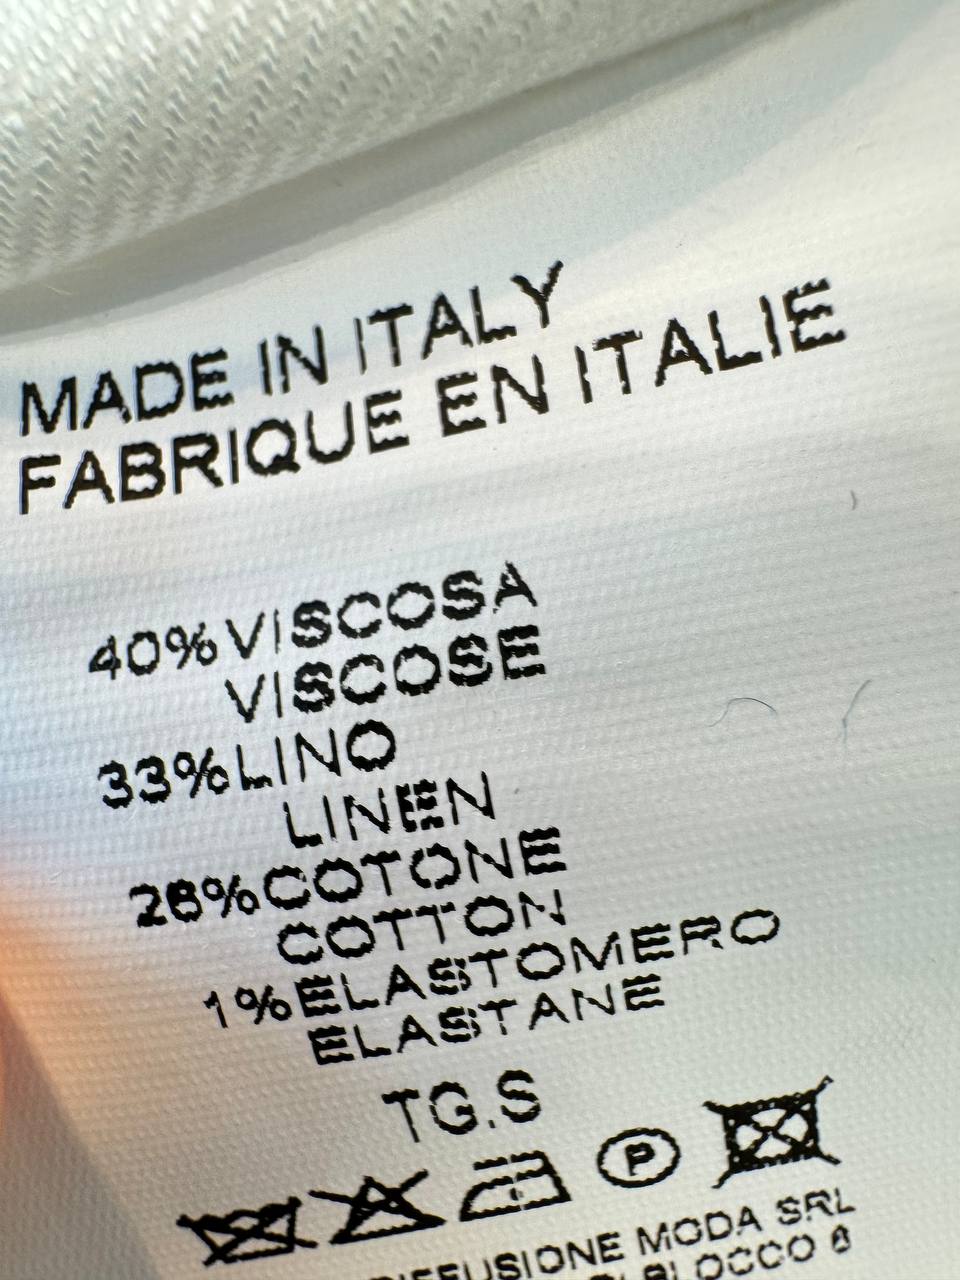 MADE IN ITALY
FABRIQUE EN ITALIE
40% VISCOSA
VISCOSE
33% LINO
LINEN
26% COTONE
COTTON
1% ELASTOMERO
ELASTANE
TG.S
P
DIFFUSIONE MODA SRL
BLOCCO